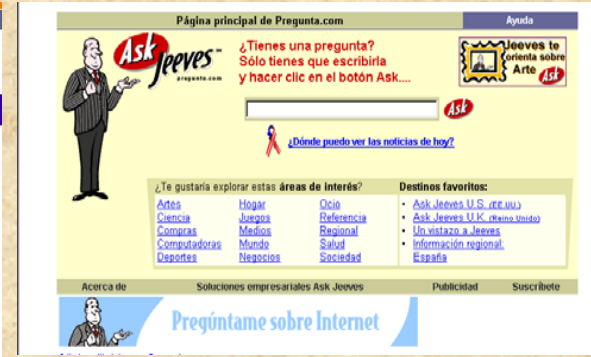 Página principal de Pregunta.com
Ayuda
Ask Jeeves
pregunta.com
¿Tienes una pregunta?
Sólo tienes que escribirla
y hacer clic en el botón Ask....
Jeeves te
orienta sobre
Arte Ask
Ask
¿Dónde puedo ver las noticias de hoy?
¿Te gustaría explorar estas áreas de interés?
Artes Hogar Ocio
Ciencia Juegos Referencia
Compras Medios Regional
Computadoras Mundo Salud
Deportes Negocios Sociedad
Destinos favoritos:
Ask Jeeves U.S. (EE.UU.)
Ask Jeeves U.K. (Reino Unido)
Un vistazo a Jeeves
Información regional:
España
Acerca de Soluciones empresariales Ask Jeeves Publicidad Suscríbete
Pregúntame sobre Internet